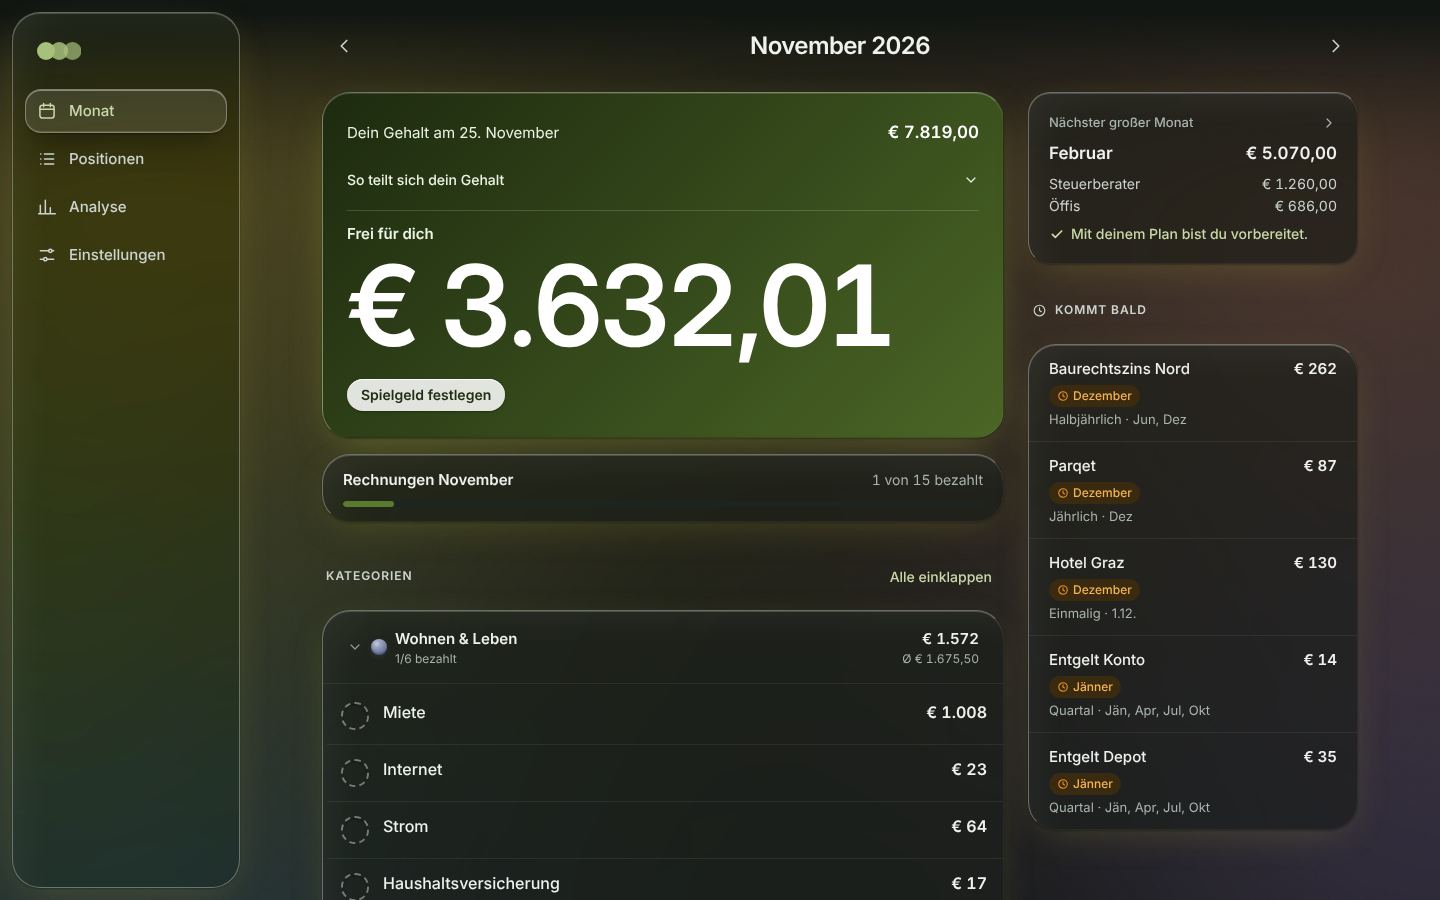 Monat
Positionen
Analyse
Einstellungen
November 2026
Dein Gehalt am 25. November € 7.819,00
So teilt sich dein Gehalt
Frei für dich
€ 3.632,01
Spielgeld festlegen
Rechnungen November 1 von 15 bezahlt
KATEGORIEN Alle einklappen
Wohnen & Leben € 1.572
1/6 bezahlt Ø € 1.675,50
Miete € 1.008
Internet € 23
Strom € 64
Haushaltsversicherung € 17
Nächster großer Monat
Februar € 5.070,00
Steuerberater € 1.260,00
Öffis € 686,00
Mit deinem Plan bist du vorbereitet.
KOMMT BALD
Baurechtszins Nord € 262
Dezember
Halbjährlich · Jun, Dez
Parqet € 87
Dezember
Jährlich · Dez
Hotel Graz € 130
Dezember
Einmalig · 1.12.
Entgelt Konto € 14
Jänner
Quartal · Jän, Apr, Jul, Okt
Entgelt Depot € 35
Jänner
Quartal · Jän, Apr, Jul, Okt